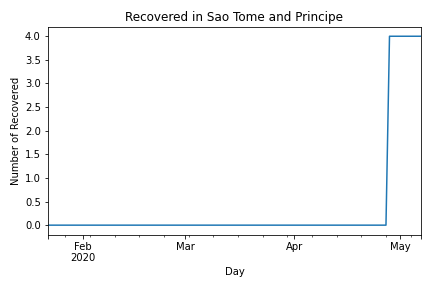 Recovered in Sao Tome and Principe
4.0
3.5
3.0
2.5
2.0
1.5
1.0
0.5
0.0
Number of Recovered
Feb
2020
Mar
Apr
May
Day